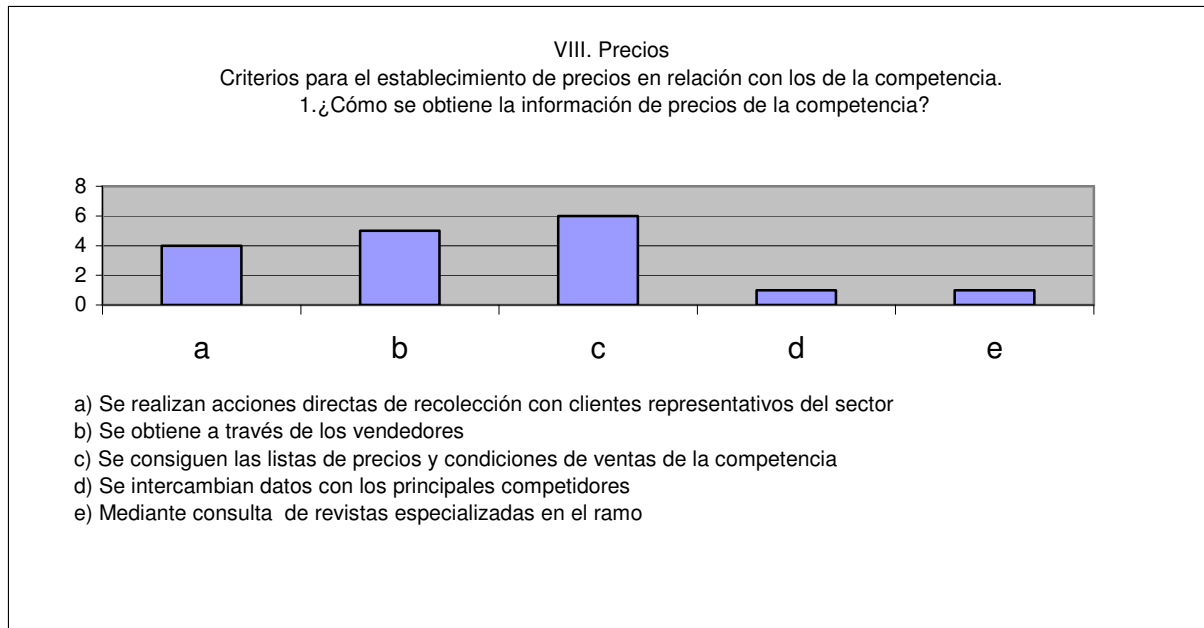 VIII. Precios
Criterios para el establecimiento de precios en relación con los de la competencia.
1.¿Cómo se obtiene la información de precios de la competencia?
8
6
4
2
0
a b c d e
a) Se realizan acciones directas de recolección con clientes representativos del sector
b) Se obtiene a través de los vendedores
c) Se consiguen las listas de precios y condiciones de ventas de la competencia
d) Se intercambian datos con los principales competidores
e) Mediante consulta  de revistas especializadas en el ramo